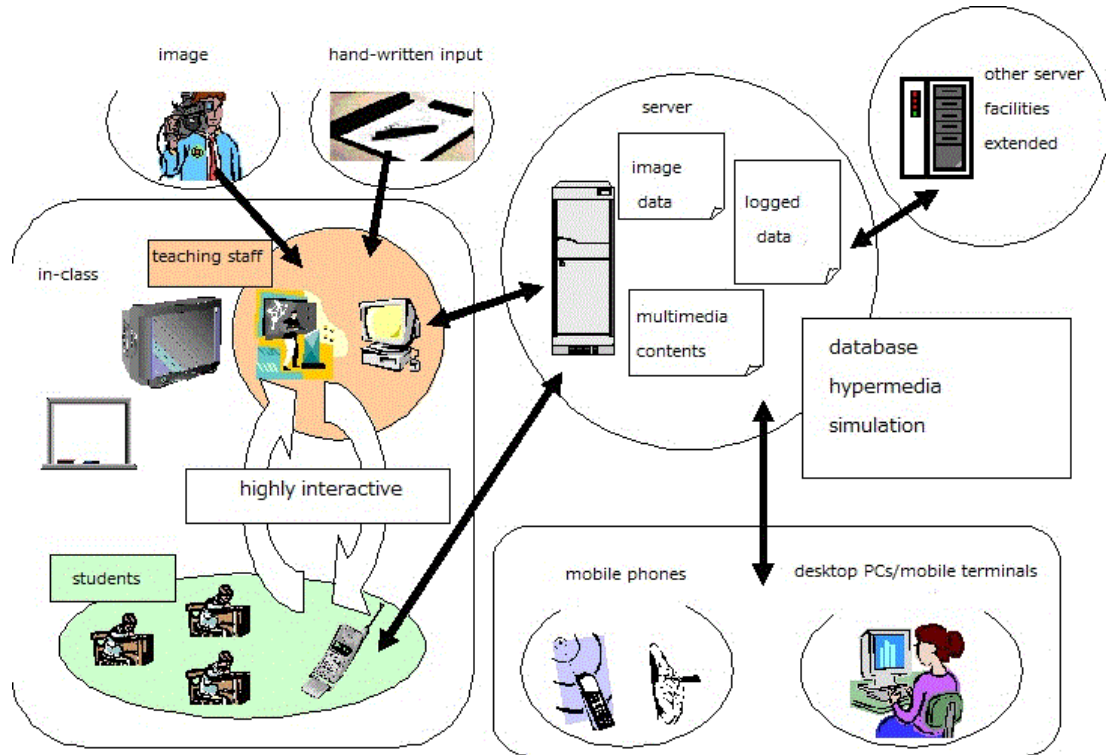 image
hand-written input
server
other server
facilities
extended
image
data
logged
data
teaching staff
in-class
multimedia
contents
database
hypermedia
simulation
highly interactive
students
mobile phones
desktop PCs/mobile terminals